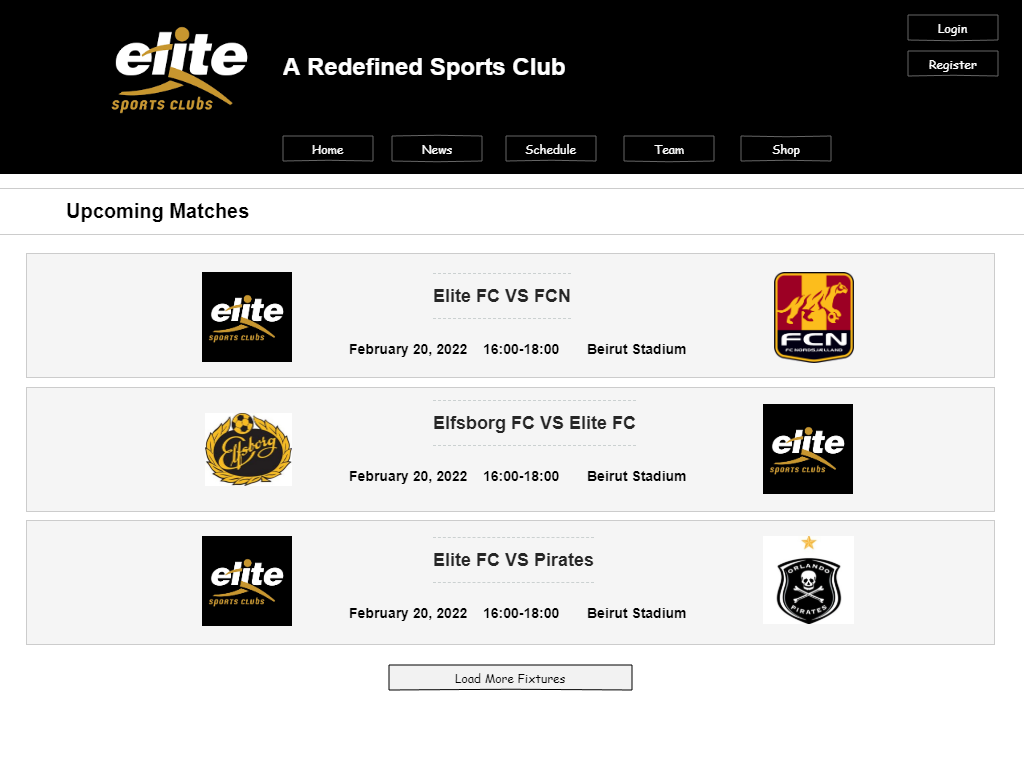 elite
SPORTS CLUBS
A Redefined Sports Club
Login
Register
Home News Schedule Team Shop
Upcoming Matches
elite
SPORTS CLUBS
Elite FC VS FCN
February 20, 2022 16:00-18:00 Beirut Stadium
FCN
FC NORDSJÆLLAND
Elfsborg
Elfsborg FC VS Elite FC
February 20, 2022 16:00-18:00 Beirut Stadium
elite
SPORTS CLUBS
elite
SPORTS CLUBS
Elite FC VS Pirates
February 20, 2022 16:00-18:00 Beirut Stadium
ORLANDO
PIRATES
Load More Fixtures